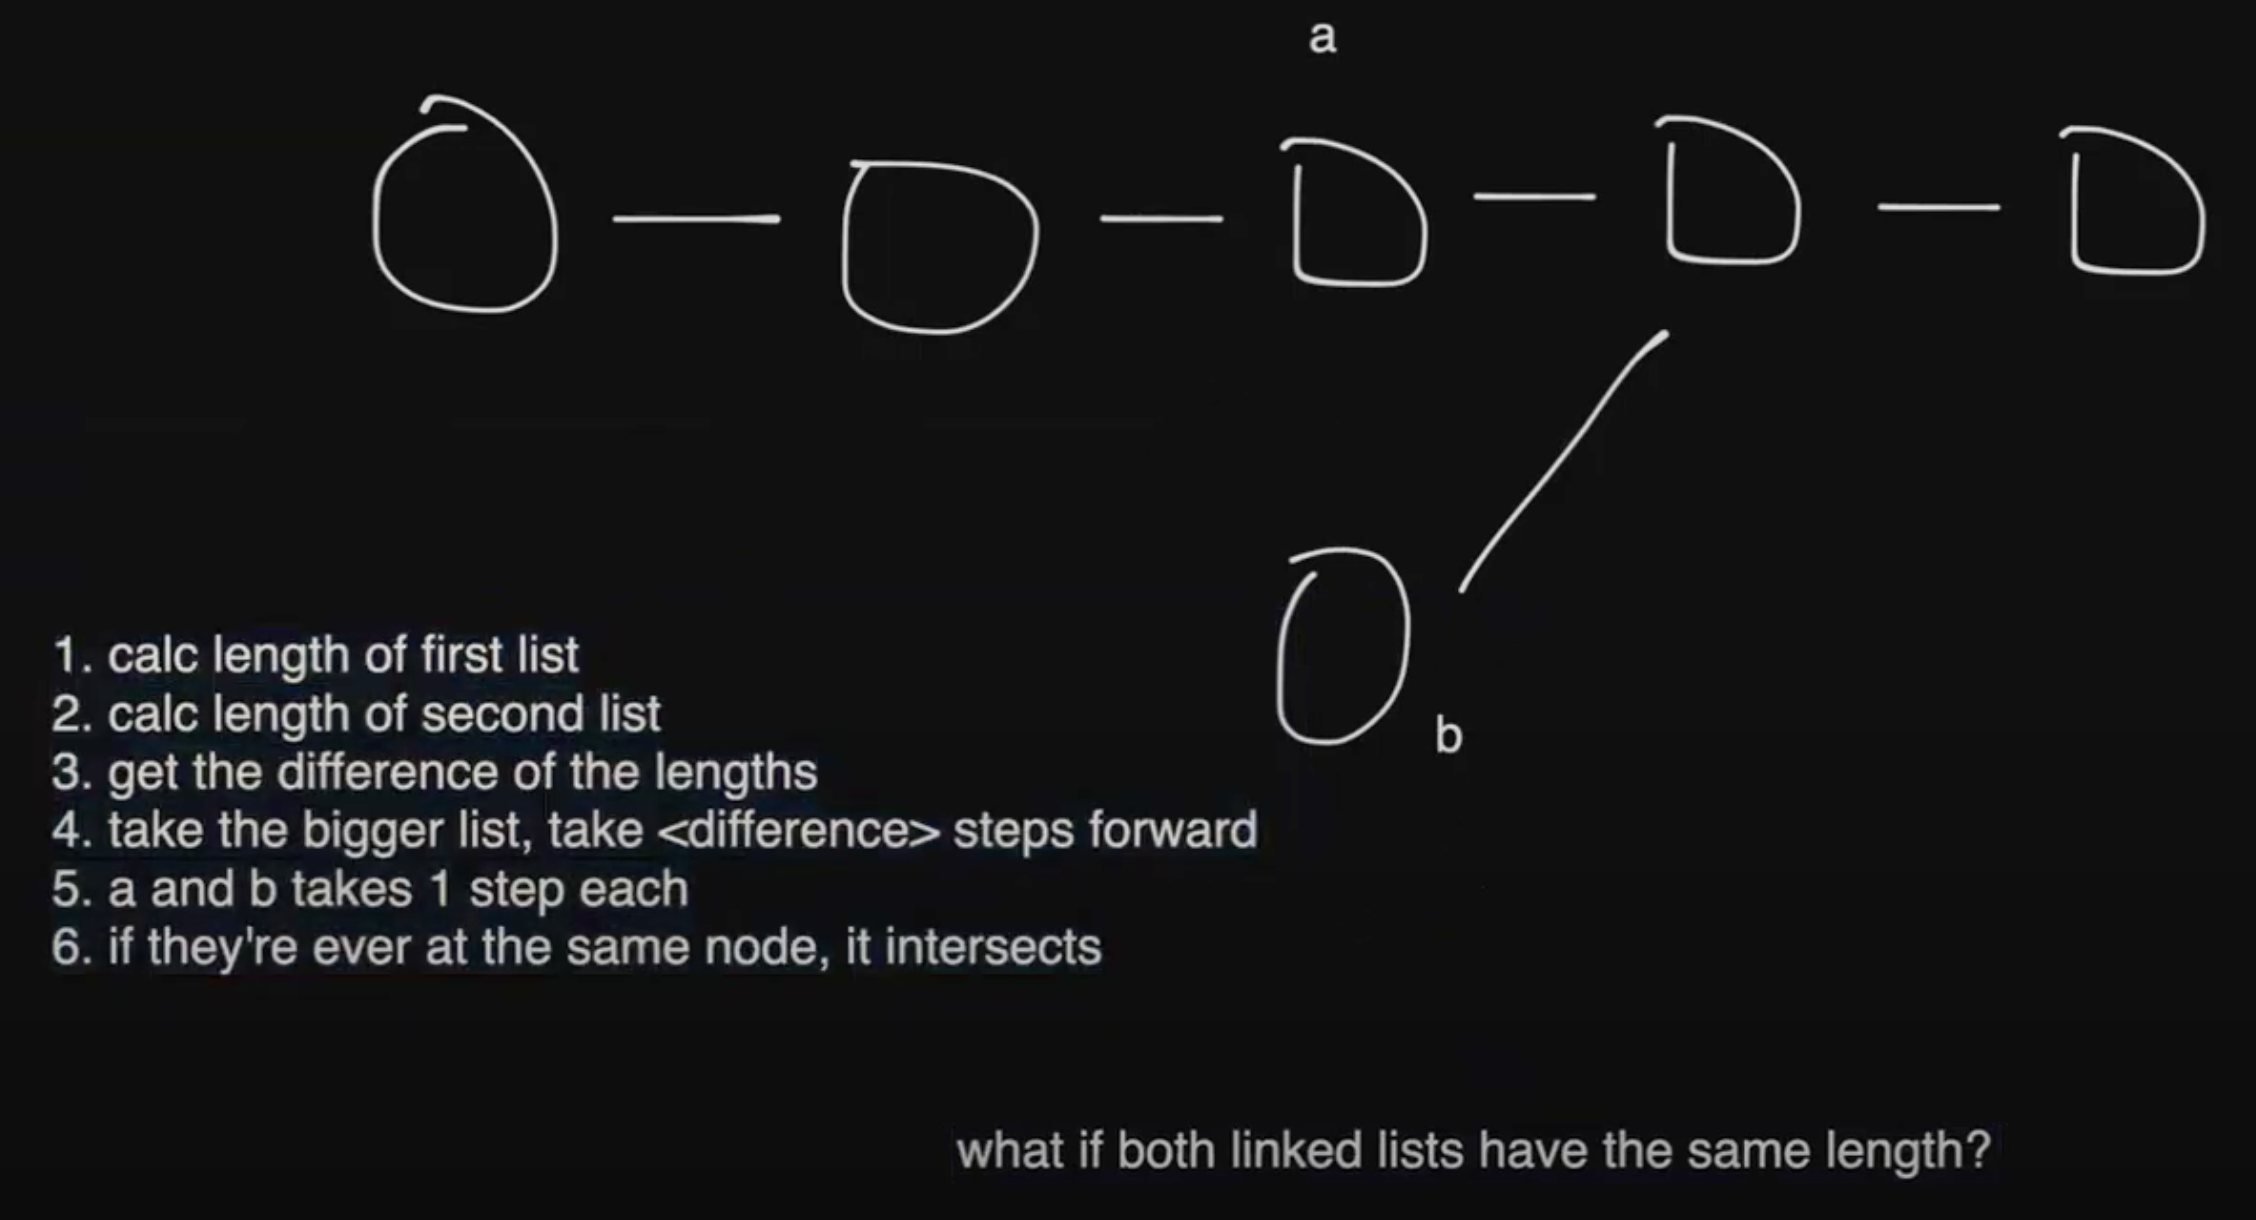 a
b
1. calc length of first list
2. calc length of second list
3. get the difference of the lengths
4. take the bigger list, take <difference> steps forward
5. a and b takes 1 step each
6. if they're ever at the same node, it intersects
what if both linked lists have the same length?